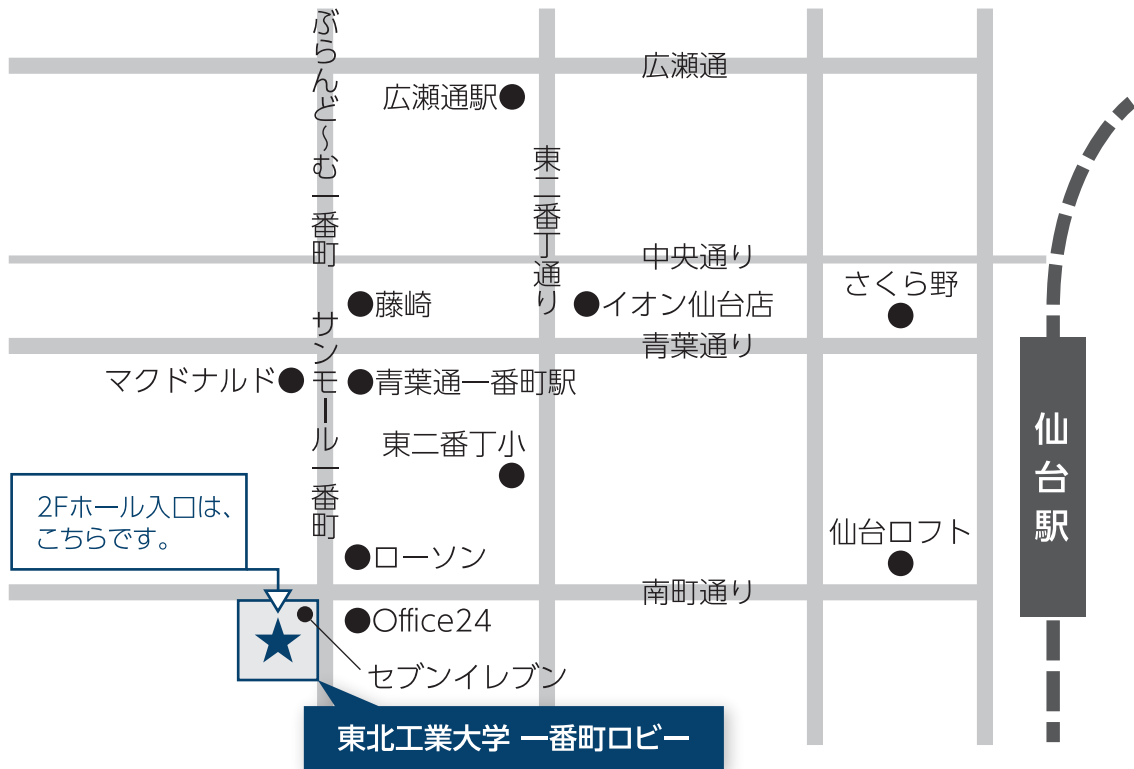 ぶらんど～む一番町
広瀬通
広瀬通駅
東二番丁通り
中央通り
さくら野
藤崎
イオン仙台店
サンモール一番町
青葉通り
マクドナルド
青葉通一番町駅
仙台駅
東二番丁小
2Fホール入口は、
こちらです。
仙台ロフト
ローソン
南町通り
Office24
セブンイレブン
東北工業大学 一番町ロビー